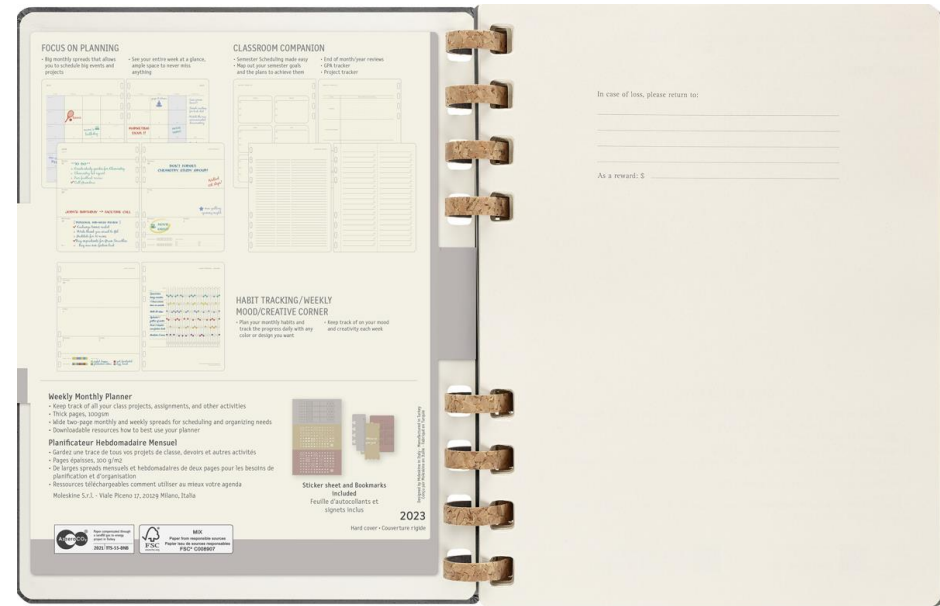 FOCUS ON PLANNING
• Big monthly spreads that allows
you to schedule big events and
projects
• See your entire week at a glance,
ample space to never miss
anything
CLASSROOM COMPANION
• Semester Scheduling made easy
• Map out your semester goals
and the plans to achieve them
• End of month/year reviews
• GPA tracker
• Project tracker
HABIT TRACKING/WEEKLY
MOOD/CREATIVE CORNER
• Plan your monthly habits and
track the progress daily with any
color or design you want
• Keep track of on your mood
and creativity each week
Weekly Monthly Planner
• Keep track of all your class projects, assignments, and other activities
• Thick pages, 100gsm
• Wide two-page monthly and weekly spreads for scheduling and organizing needs
• Downloadable resources how to best use your planner
Planificateur Hebdomadaire Mensuel
• Gardez une trace de tous vos projets de classe, devoirs et autres activités
• Pages épaisses, 100 g/m2
• De larges spreads mensuels et hebdomadaires de deux pages pour les besoins de
planification et d'organisation
• Ressources téléchargeables comment utiliser au mieux votre agenda
Moleskine S.r.l. - Viale Piceno 17, 20129 Milano, Italia
Sticker sheet and Bookmarks
included
Feuille d'autocollants et
signets inclus
2023
Hard cover • Couverture rigide
FSC
MIX
Paper from responsible sources
Papier issu de sources responsables
FSC® C008907
In case of loss, please return to:
As a reward: $